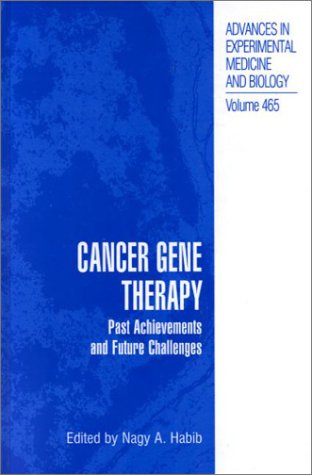 ADVANCES IN
EXPERIMENTAL
MEDICINE
AND BIOLOGY
Volume 465
CANCER GENE
THERAPY
Past Achievements
and Future Challenges
Edited by Nagy A. Habib